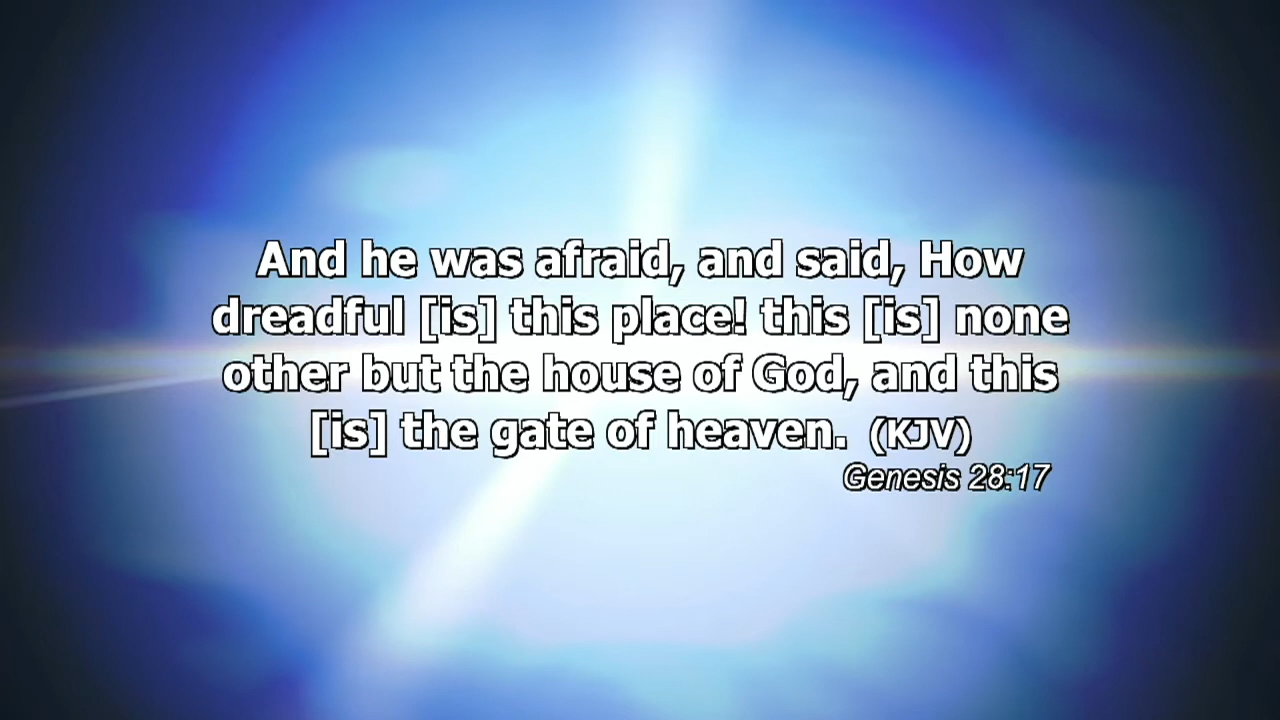 And he was afraid, and said, How
dreadful [is] this place! this [is] none
other but the house of God, and this
[is] the gate of heaven. (KJV)
Genesis 28:17